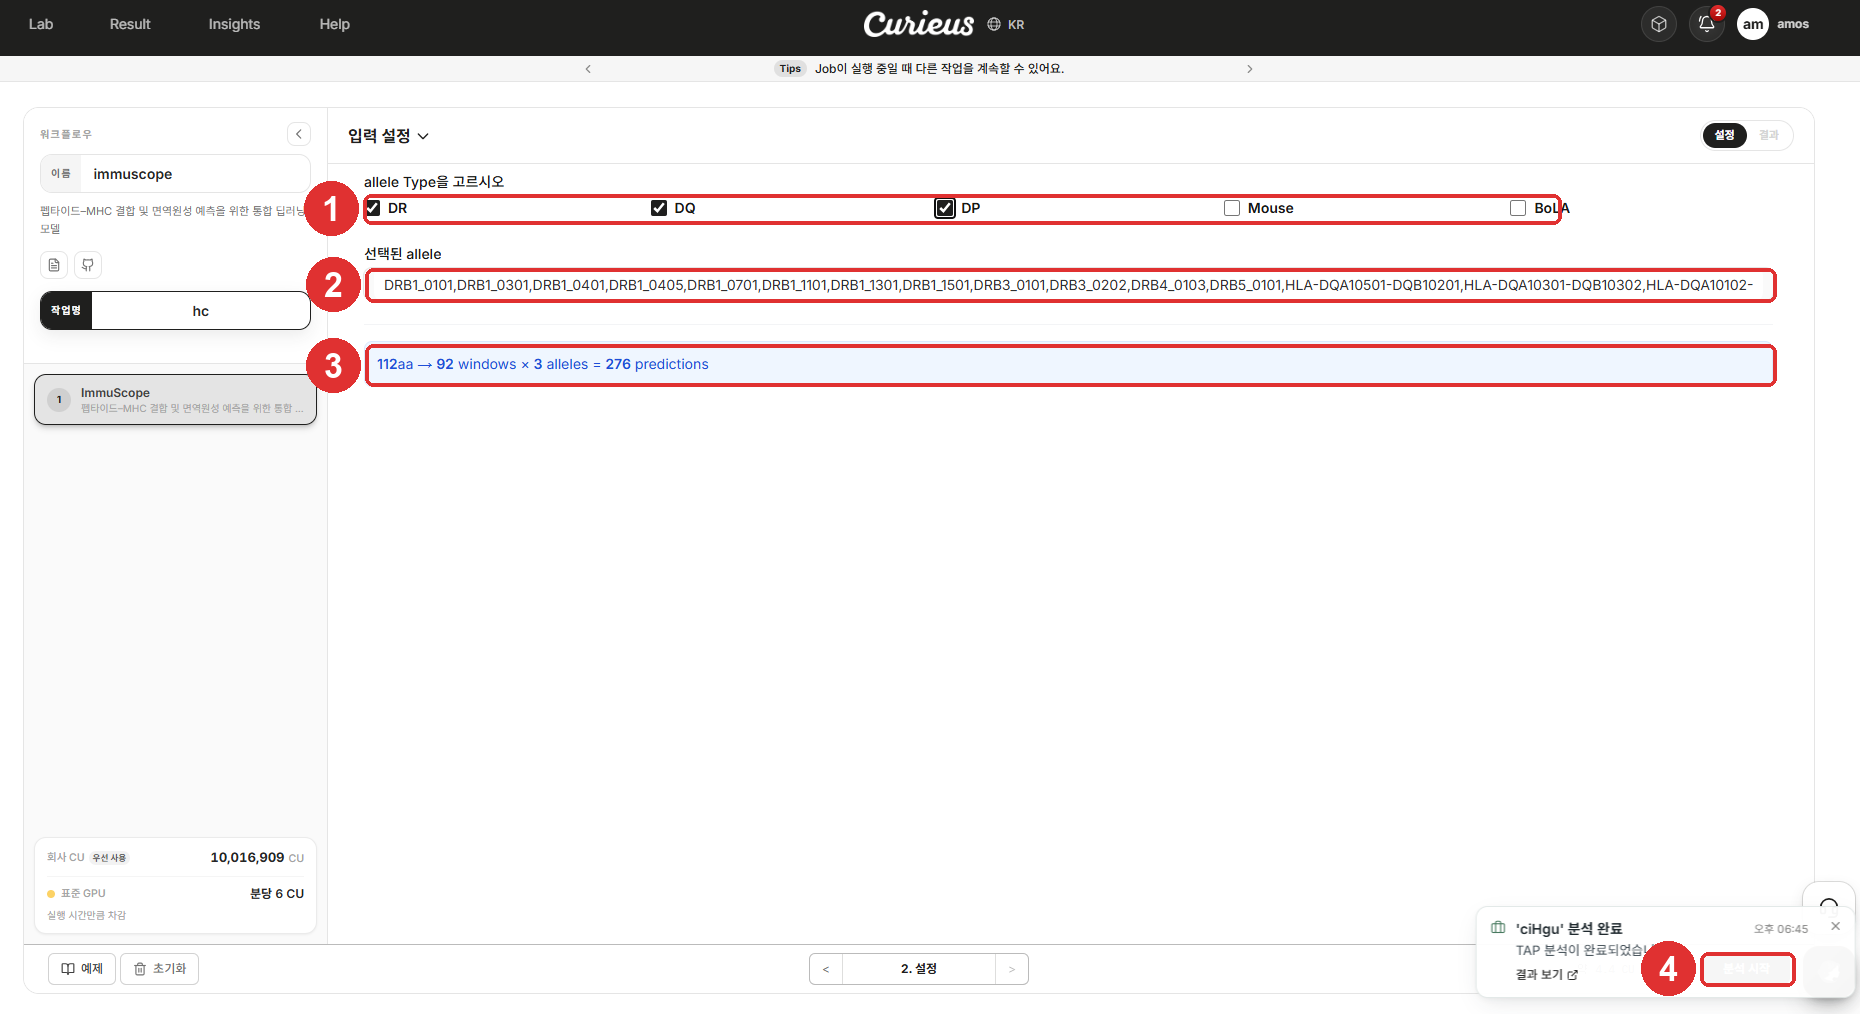 Lab Result Insights Help Curieus KR 2 am amos
Tips Job이 실행 중일 때 다른 작업을 계속할 수 있어요.
워크플로우
이름 immuscope
펩타이드–MHC 결합 및 면역원성 예측을 위한 통합 딥러닝
모델
작업명 hc
1 ImmuScope
펩타이드–MHC 결합 및 면역원성 예측을 위한 통합 ...
회사 CU 우선 사용 10,016,909 CU
표준 GPU 분당 6 CU
실행 시간만큼 차감
예제 초기화
입력 설정
설정 결과
allele Type을 고르시오
1 DR DQ DP Mouse BoLA
선택된 allele
2 DRB1_0101,DRB1_0301,DRB1_0401,DRB1_0405,DRB1_0701,DRB1_1101,DRB1_1301,DRB1_1501,DRB3_0101,DRB3_0202,DRB4_0103,DRB5_0101,HLA-DQA10501-DQB10201,HLA-DQA10301-DQB10302,HLA-DQA10102-
3 112aa → 92 windows × 3 alleles = 276 predictions
< 2. 설정 >
'ciHgu' 분석 완료 오후 06:45
TAP 분석이 완료되었습니
결과 보기
4